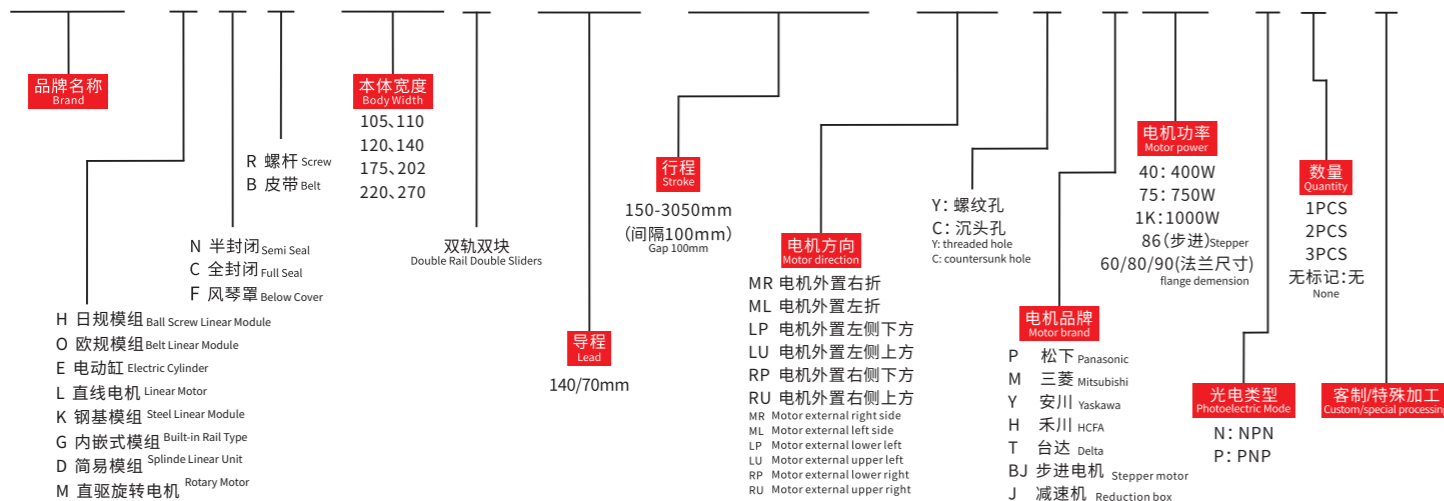 品牌名称
Brand
H 日规模组 Ball Screw Linear Module
O 欧规模组 Belt Linear Module
E 电动缸 Electric Cylinder
L 直线电机 Linear Motor
K 钢基模组 Steel Linear Module
G 内嵌式模组 Built-in Rail Type
D 简易模组 Splinde Linear Unit
M 直驱旋转电机 Rotary Motor
N 半封闭 Semi Seal
C 全封闭 Full Seal
F 风琴罩 Below Cover
R 螺杆 Screw
B 皮带 Belt
本体宽度
Body Width
105、110
120、140
175、202
220、270
双轨双块
Double Rail Double Sliders
导程
Lead
140/70mm
行程
Stroke
150-3050mm
(间隔100mm)
Gap 100mm
电机方向
Motor direction
MR 电机外置右折
ML 电机外置左折
LP 电机外置左侧下方
LU 电机外置左侧上方
RP 电机外置右侧下方
RU 电机外置右侧上方
MR Motor external right side
ML Motor external left side
LP Motor external lower left
LU Motor external upper left
RP Motor external lower right
RU Motor external upper right
Y: 螺纹孔
C: 沉头孔
Y: threaded hole
C: countersunk hole
电机品牌
Motor brand
P 松下 Panasonic
M 三菱 Mitsubishi
Y 安川 Yaskawa
H 禾川 HCFA
T 台达 Delta
BJ 步进电机 Stepper motor
J 减速机 Reduction box
电机功率
Motor power
40: 400W
75: 750W
1K: 1000W
86(步进) Stepper
60/80/90(法兰尺寸)
flange demension
光电类型
Photoelectric Mode
N: NPN
P: PNP
数量
Quantity
1PCS
2PCS
3PCS
无标记:无
None
客制/特殊加工
Custom/special processing